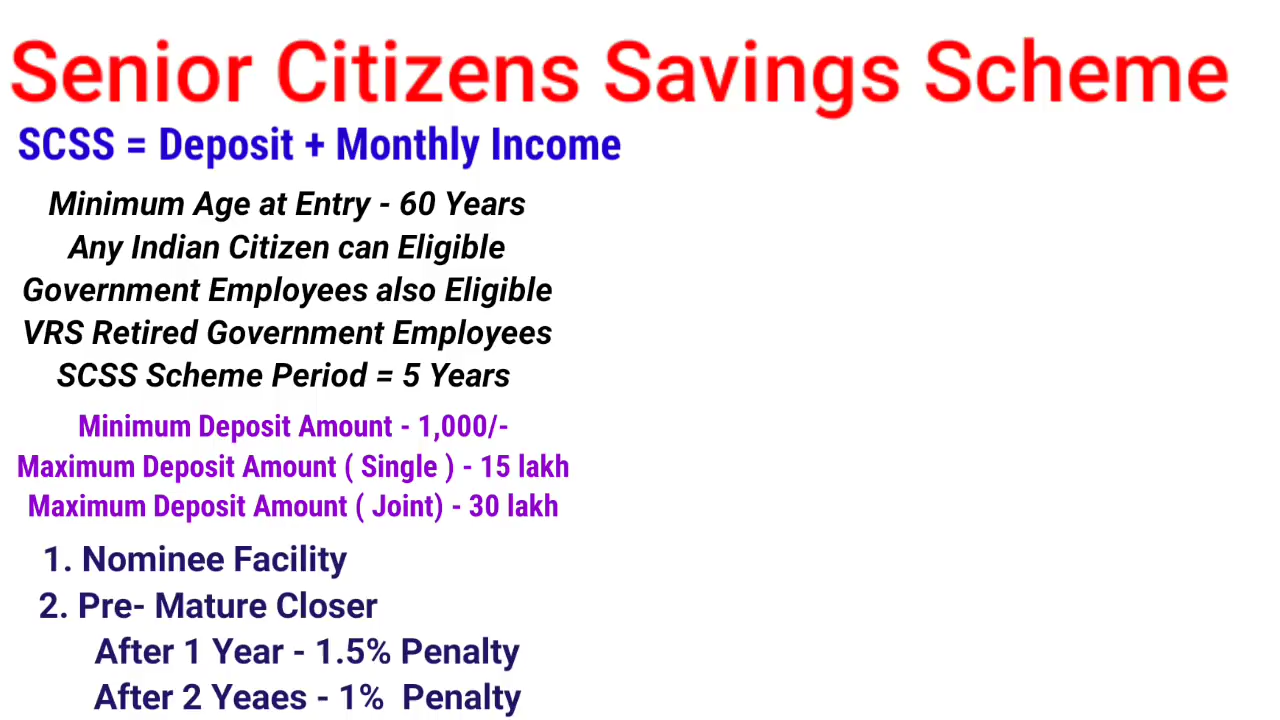 Senior Citizens Savings Scheme
SCSS = Deposit + Monthly Income
Minimum Age at Entry - 60 Years
Any Indian Citizen can Eligible
Government Employees also Eligible
VRS Retired Government Employees
SCSS Scheme Period = 5 Years
Minimum Deposit Amount - 1,000/-
Maximum Deposit Amount ( Single ) - 15 lakh
Maximum Deposit Amount ( Joint) - 30 lakh
1. Nominee Facility
2. Pre- Mature Closer
After 1 Year - 1.5% Penalty
After 2 Yeaes - 1% Penalty